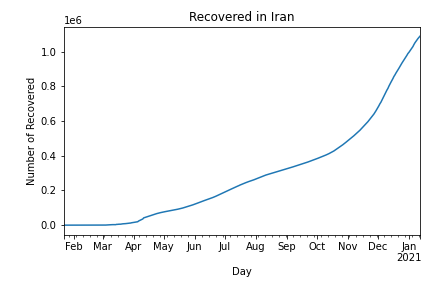 Recovered in Iran
1e6
1.0
0.8
0.6
0.4
0.2
0.0
Number of Recovered
Feb Mar Apr May Jun Jul Aug Sep Oct Nov Dec Jan
2021
Day